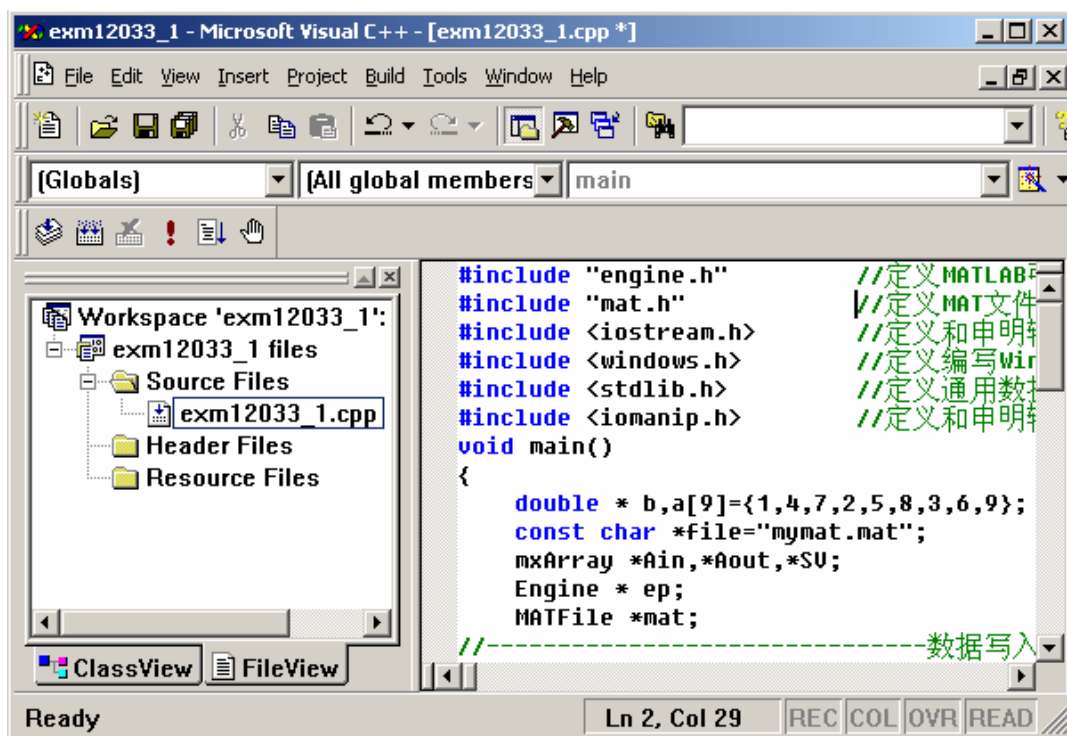 exm12033_1 - Microsoft Visual C++ - [exm12033_1.cpp *]
File Edit View Insert Project Build Tools Window Help
(Globals) (All global members main
Workspace 'exm12033_1':
exm12033_1 files
Source Files
exm12033_1.cpp
Header Files
Resource Files
ClassView FileView
#include "engine.h" //定义MATLAB
#include "mat.h" //定义MAT文件
#include <iostream.h> //定义和申明
#include <windows.h> //定义编写Win
#include <stdlib.h> //定义通用数
#include <iomanip.h> //定义和申明
void main()
{
double * b,a[9]={1,4,7,2,5,8,3,6,9};
const char *file="mymat.mat";
mxArray *Ain,*Aout,*SV;
Engine * ep;
MATFile *mat;
//-------------------------------数据写入
Ready Ln 2, Col 29 REC COL OVR READ